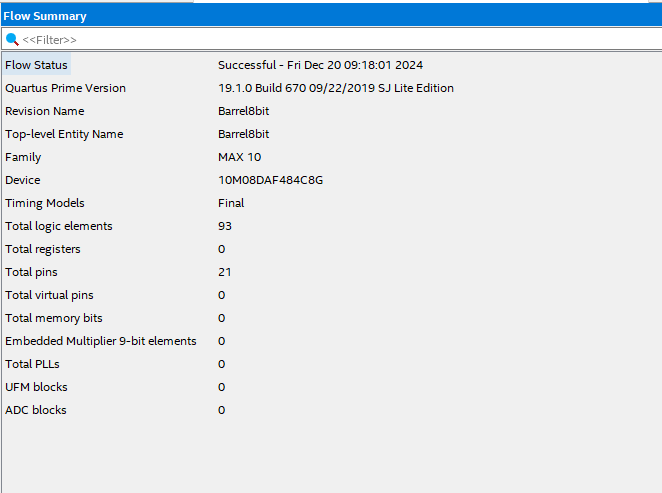 Flow Summary
<<Filter>>
Flow Status Successful - Fri Dec 20 09:18:01 2024
Quartus Prime Version 19.1.0 Build 670 09/22/2019 SJ Lite Edition
Revision Name Barrel8bit
Top-level Entity Name Barrel8bit
Family MAX 10
Device 10M08DAF484C8G
Timing Models Final
Total logic elements 93
Total registers 0
Total pins 21
Total virtual pins 0
Total memory bits 0
Embedded Multiplier 9-bit elements 0
Total PLLs 0
UFM blocks 0
ADC blocks 0